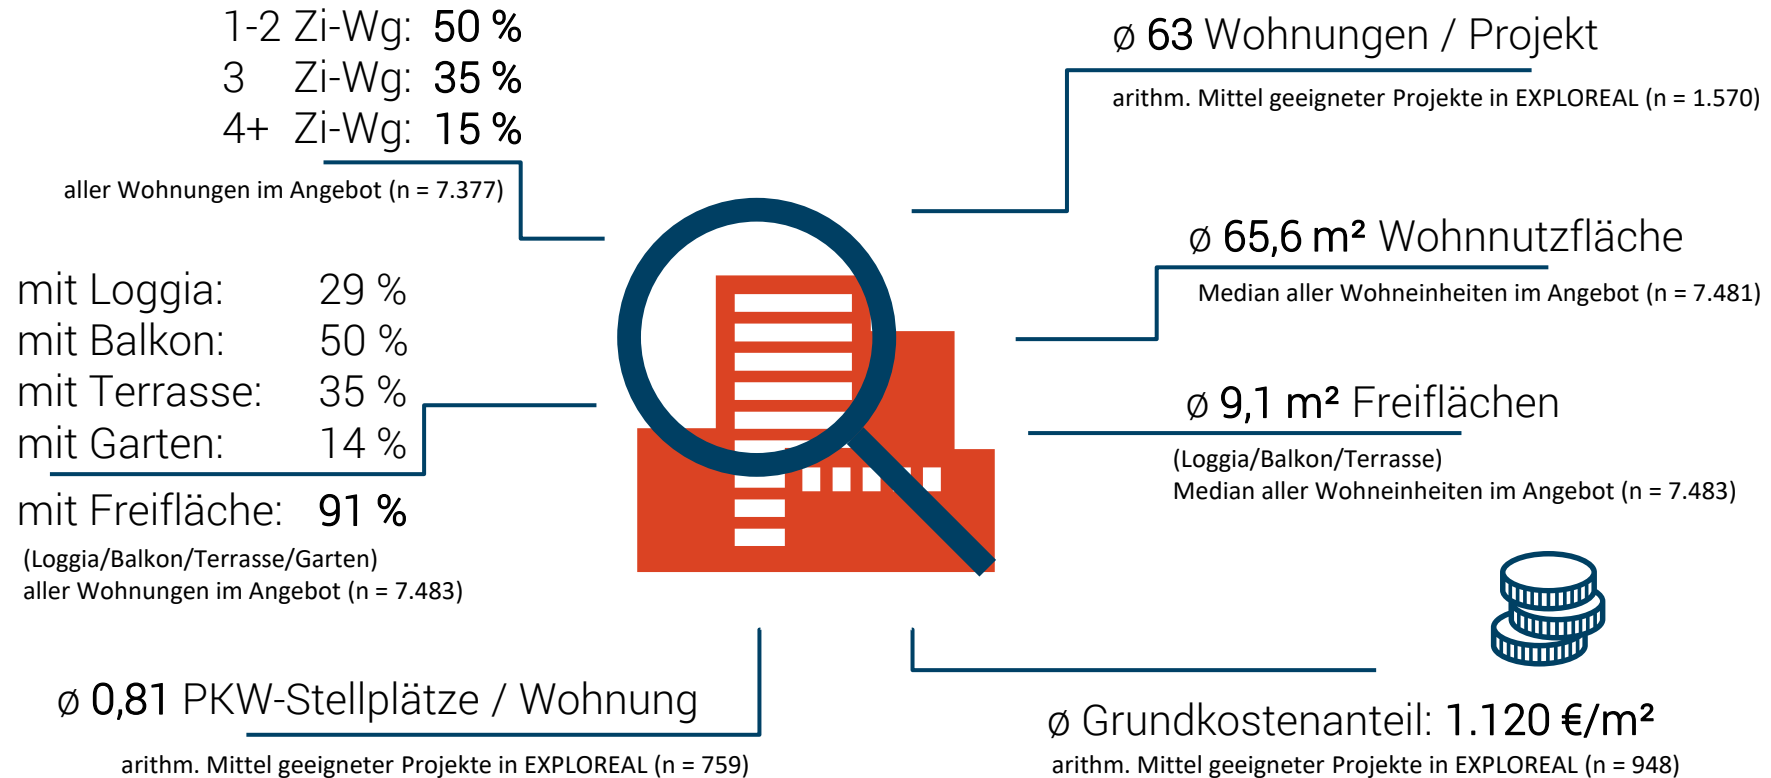 1-2 Zi-Wg: 50 %
3 Zi-Wg: 35 %
4+ Zi-Wg: 15 %
aller Wohnungen im Angebot (n = 7.377)
mit Loggia: 29 %
mit Balkon: 50 %
mit Terrasse: 35 %
mit Garten: 14 %
mit Freifläche: 91 %
(Loggia/Balkon/Terrasse/Garten)
aller Wohnungen im Angebot (n = 7.483)
ø 0,81 PKW-Stellplätze / Wohnung
arithm. Mittel geeigneter Projekte in EXPLOREAL (n = 759)
ø 63 Wohnungen / Projekt
arithm. Mittel geeigneter Projekte in EXPLOREAL (n = 1.570)
ø 65,6 m² Wohnnutzfläche
Median aller Wohneinheiten im Angebot (n = 7.481)
ø 9,1 m² Freiflächen
(Loggia/Balkon/Terrasse)
Median aller Wohneinheiten im Angebot (n = 7.483)
ø Grundkostenanteil: 1.120 €/m²
arithm. Mittel geeigneter Projekte in EXPLOREAL (n = 948)